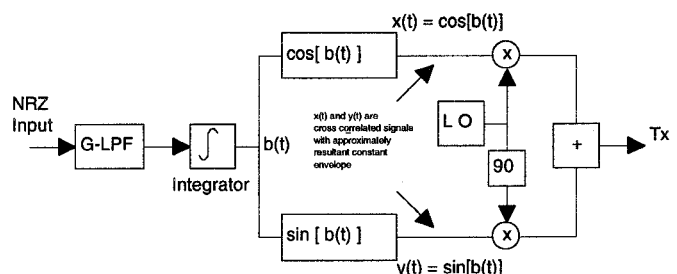 x(t) = cos[b(t)]
cos[ b(t) ]
x
NRZ
Input
G-LPF
∫
Integrator
b(t)
x(t) and y(t) are
cross correlated signals
with approximately
resultant constant
envelope
L O
90
+
Tx
sin [ b(t) ]
x
y(t) = sin[b(t)]